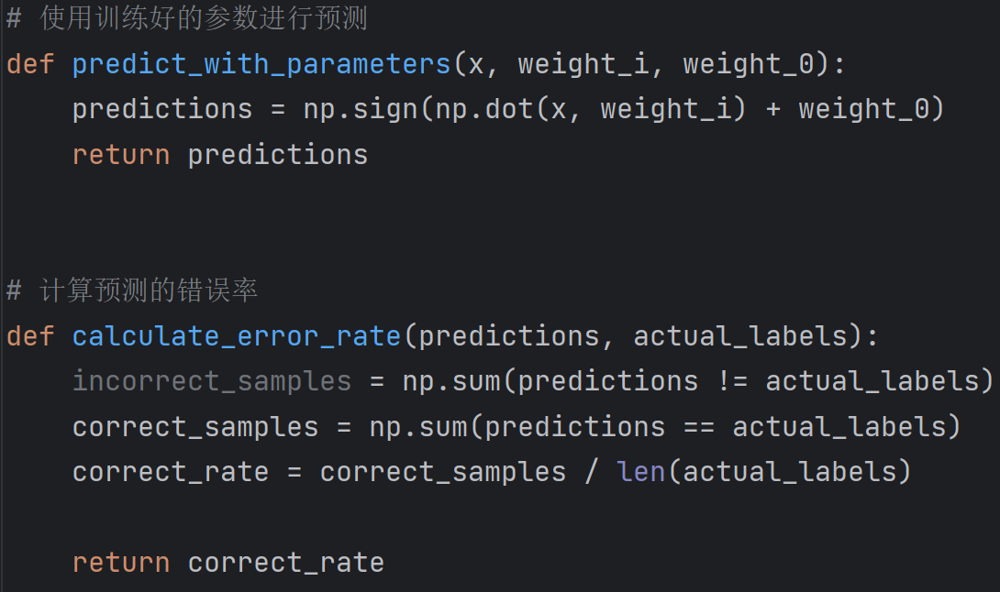 # 使用训练好的参数进行预测
def predict_with_parameters(x, weight_i, weight_0):
    predictions = np.sign(np.dot(x, weight_i) + weight_0)
    return predictions
# 计算预测的错误率
def calculate_error_rate(predictions, actual_labels):
    incorrect_samples = np.sum(predictions != actual_labels)
    correct_samples = np.sum(predictions == actual_labels)
    correct_rate = correct_samples / len(actual_labels)
    return correct_rate